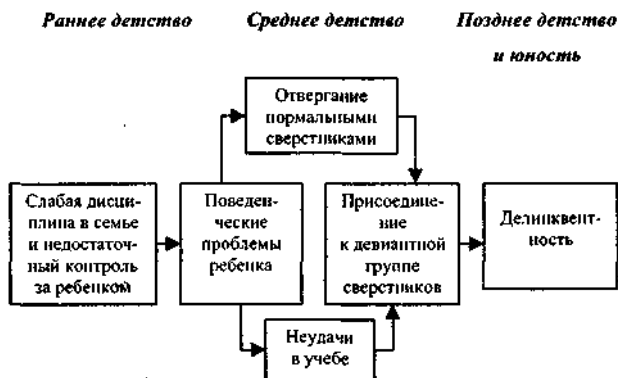 Раннее детство
Среднее детство
Позднее детство
и юность
Отвергание
нормальными
сверстниками
Слабая дисци-
плина в семье
и недостаточ-
ный контроль
за ребенком
Поведен-
ческие
проблемы
ребенка
Присоедине-
ние
к девиантной
группе
сверстников
Делинквент-
ность
Неудачи
в учебе